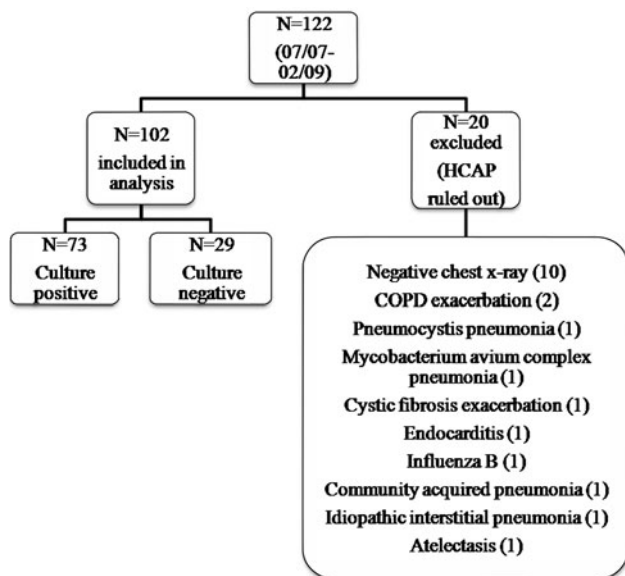 N=122
(07/07-
02/09)
N=102
included in
analysis
N=20
excluded
(HCAP
ruled out)
N=73
Culture
positive
N=29
Culture
negative
Negative chest x-ray (10)
COPD exacerbation (2)
Pneumocystis pneumonia (1)
Mycobacterium avium complex
pneumonia (1)
Cystic fibrosis exacerbation (1)
Endocarditis (1)
Influenza B (1)
Community acquired pneumonia (1)
Idiopathic interstitial pneumonia (1)
Atelectasis (1)